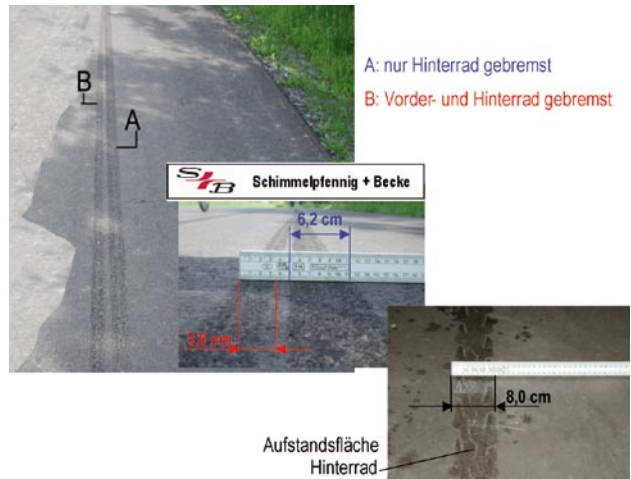 B
A
A: nur Hinterrad gebremst
B: Vorder- und Hinterrad gebremst
S+B Schimmelpfennig + Becke
6,2 cm
3,8 cm
8,0 cm
Aufstandsfläche
Hinterrad